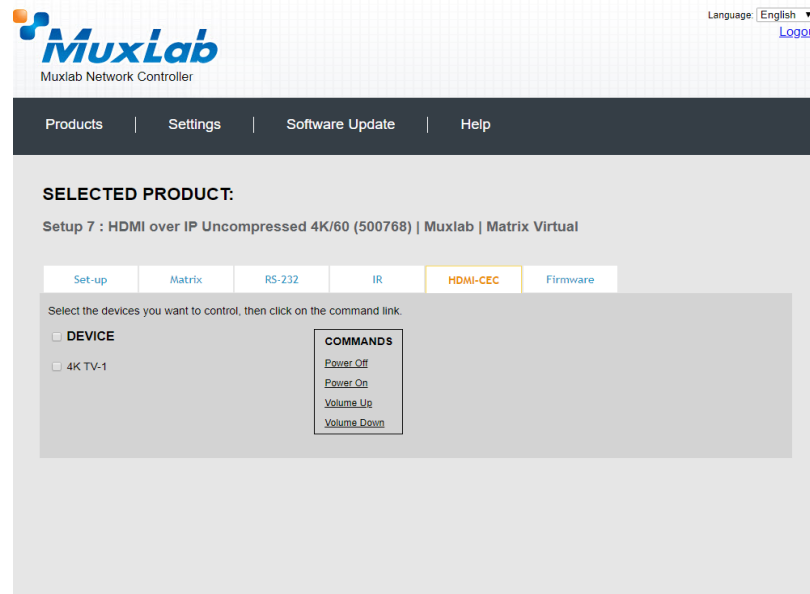 Language: English
Logou
MuxLab
Muxlab Network Controller
Products | Settings | Software Update | Help
SELECTED PRODUCT:
Setup 7 : HDMI over IP Uncompressed 4K/60 (500768) | Muxlab | Matrix Virtual
Set-up Matrix RS-232 IR HDMI-CEC Firmware
Select the devices you want to control, then click on the command link.
DEVICE
4K TV-1
COMMANDS
Power Off
Power On
Volume Up
Volume Down